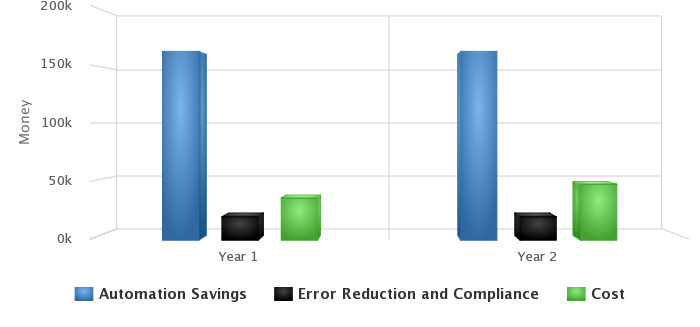 200k
150k
100k
50k
0k
Money
Year 1
Year 2
Automation Savings
Error Reduction and Compliance
Cost